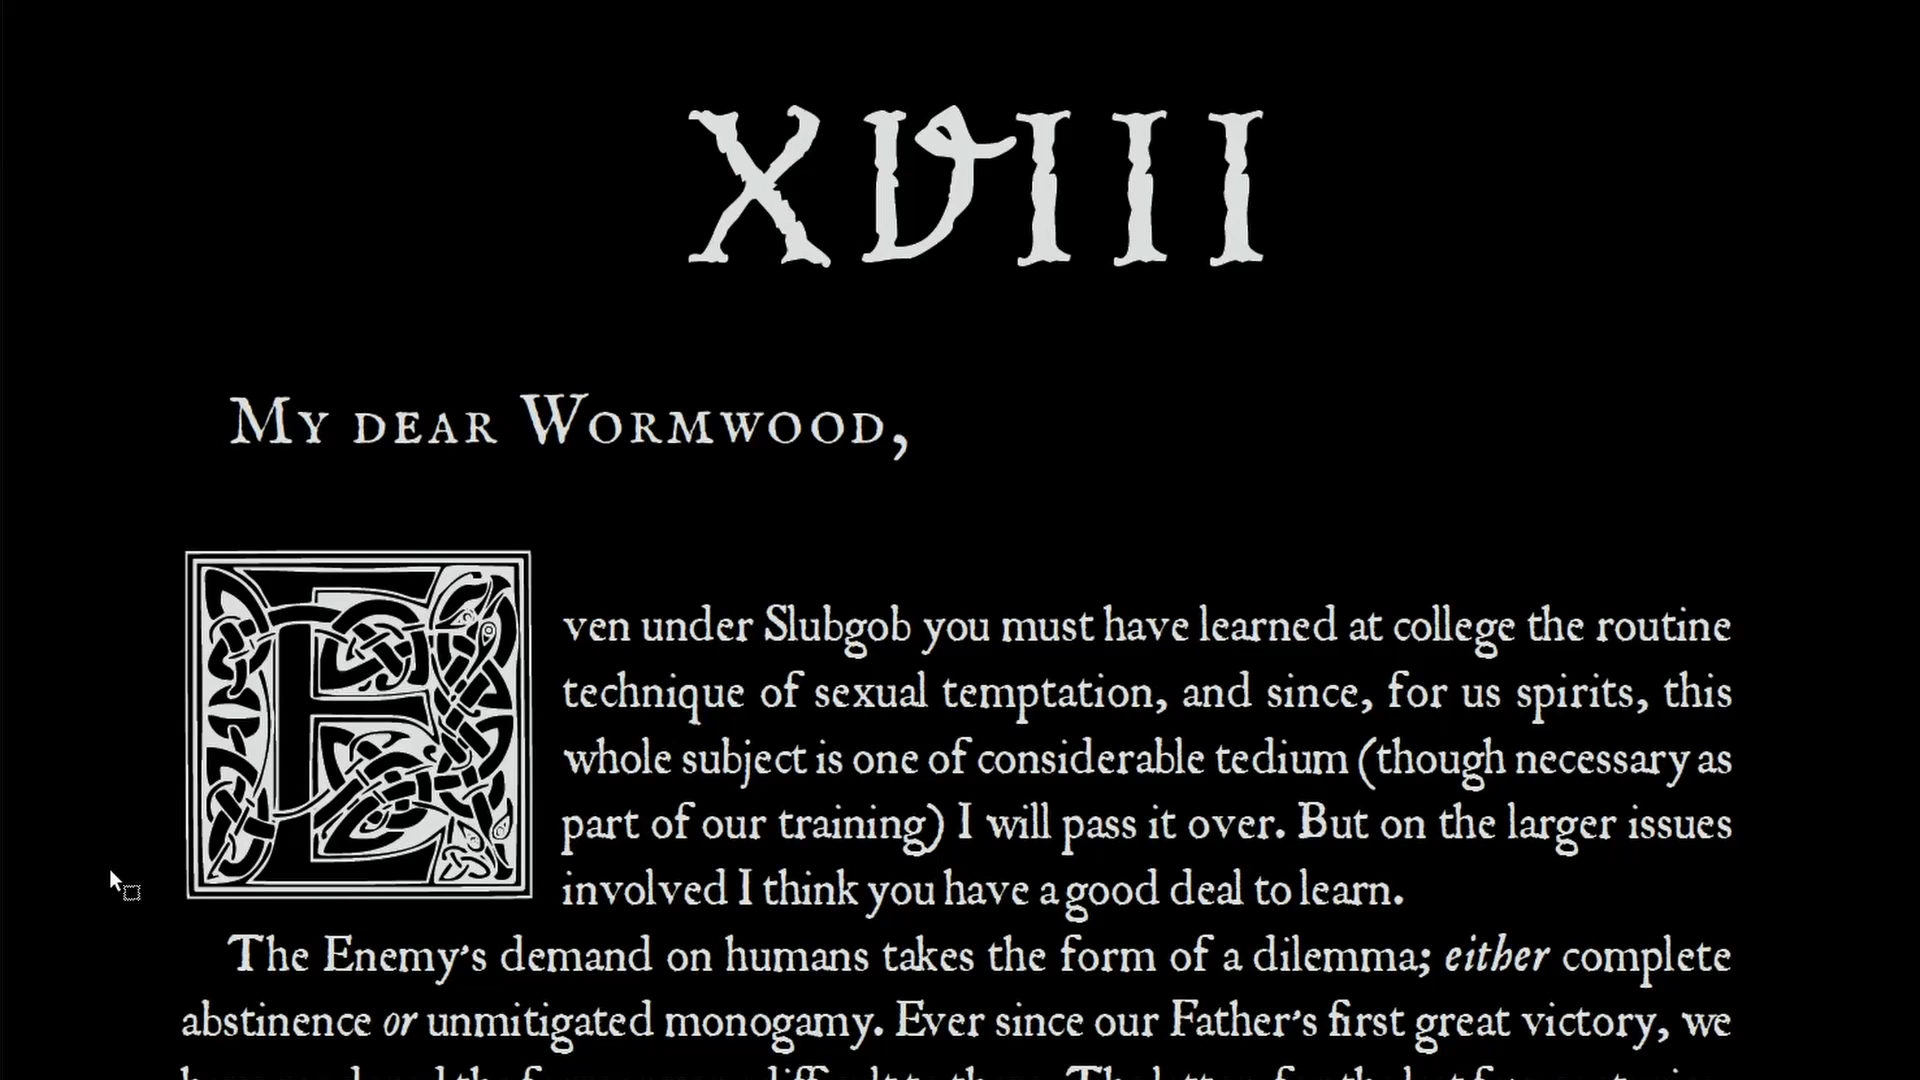 XVIII
My dear Wormwood,
Even under Slubgob you must have learned at college the routine
technique of sexual temptation, and since, for us spirits, this
whole subject is one of considerable tedium (though necessary as
part of our training) I will pass it over. But on the larger issues
involved I think you have a good deal to learn.
The Enemy's demand on humans takes the form of a dilemma; either complete
abstinence or unmitigated monogamy. Ever since our Father's first great victory, we